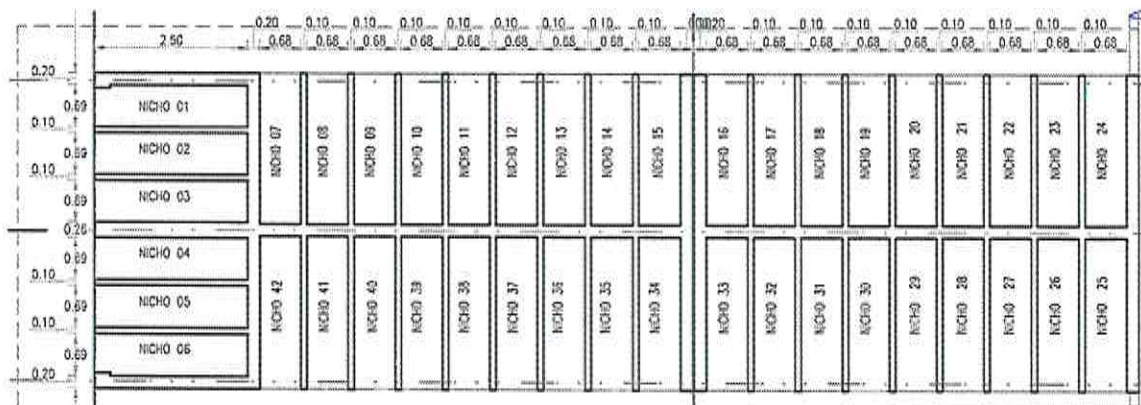 0.20 0.10 0.10 0.10 0.10 0.10 0.10 0.10 0.10 0.20 0.10 0.10 0.10 0.10 0.10 0.10 0.10 0.10
2.50 0.68 0.68 0.68 0.68 0.68 0.68 0.68 0.68 0.68 0.68 0.68 0.68 0.68 0.68 0.68 0.68 0.68 0.68
0.20
0.69 NICHO 01
0.10
0.69 NICHO 02
0.10
0.69 NICHO 03
NICHO 07 NICHO 08 NICHO 09 NICHO 10 NICHO 11 NICHO 12 NICHO 13 NICHO 14 NICHO 15 NICHO 16 NICHO 17 NICHO 18 NICHO 19 NICHO 20 NICHO 21 NICHO 22 NICHO 23 NICHO 24
0.26
0.69 NICHO 04
0.10
0.69 NICHO 05
0.10
0.69 NICHO 06
0.20
NICHO 42 NICHO 41 NICHO 40 NICHO 39 NICHO 38 NICHO 37 NICHO 36 NICHO 35 NICHO 34 NICHO 33 NICHO 32 NICHO 31 NICHO 30 NICHO 29 NICHO 28 NICHO 27 NICHO 26 NICHO 25